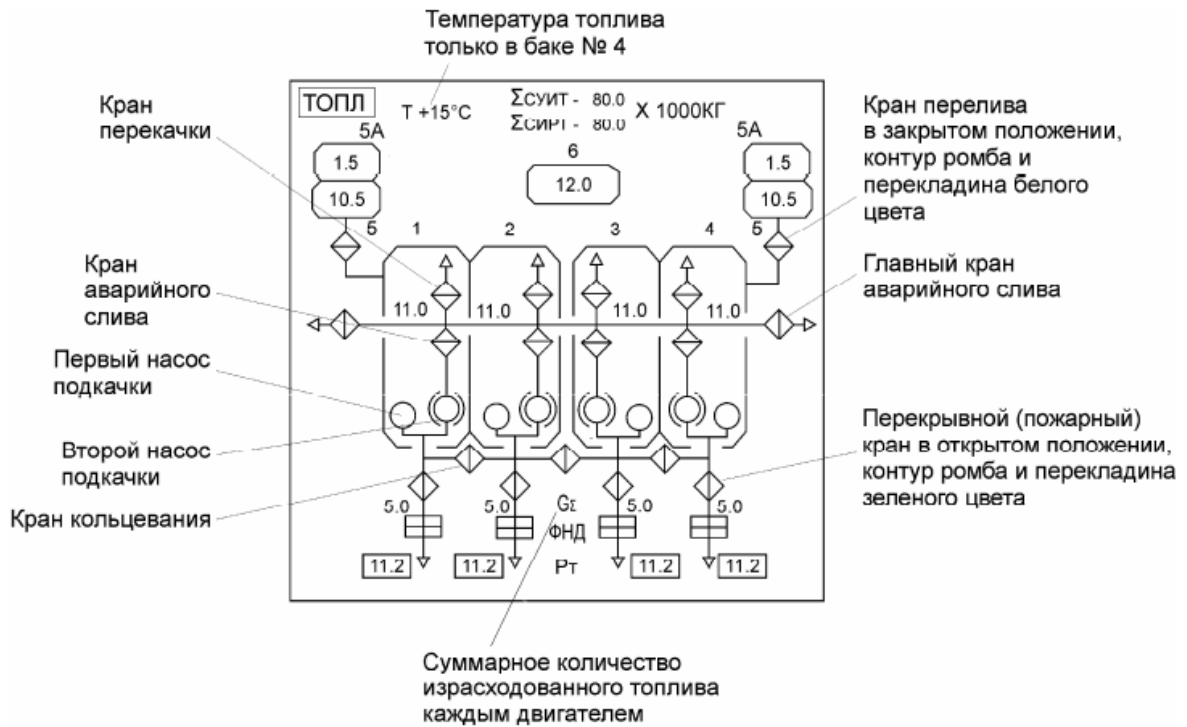 Температура топлива
только в баке № 4
Кран
перекачки
ТОПЛ
T +15°C
ΣСУИТ - 80.0
ΣСИРТ - 80.0
X 1000КГ
Кран перелива
в закрытом положении,
контур ромба и
перекладина белого
цвета
5А
1.5
10.5
5
6
12.0
5А
1.5
10.5
5
1
2
3
4
Кран
аварийного
слива
11.0
11.0
11.0
11.0
Главный кран
аварийного слива
Первый насос
подкачки
Второй насос
подкачки
Кран кольцевания
Перекрывной (пожарный)
кран в открытом положении,
контур ромба и перекладина
зеленого цвета
5.0
5.0
GΣ
5.0
5.0
ФНД
11.2
11.2
Рт
11.2
11.2
Суммарное количество
израсходованного топлива
каждым двигателем